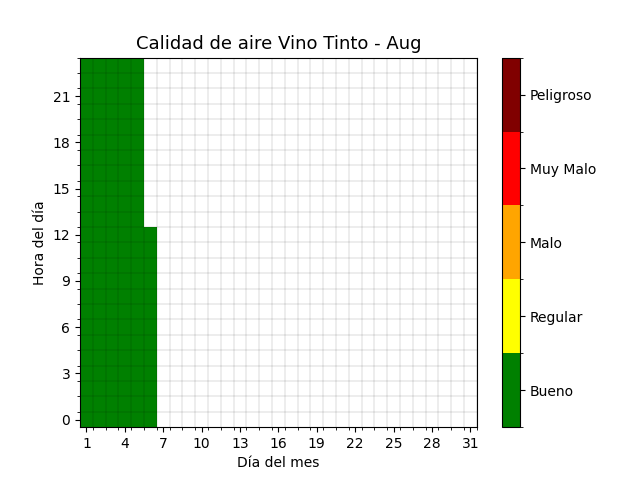 Calidad de aire Vino Tinto - Aug
Hora del día
21
18
15
12
9
6
3
0
1 4 7 10 13 16 19 22 25 28 31
Día del mes
Peligroso
Muy Malo
Malo
Regular
Bueno